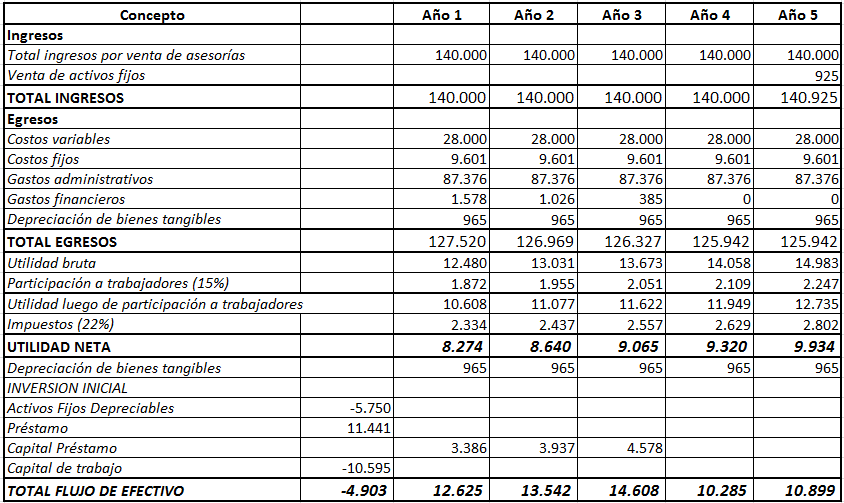 Concepto Año 1 Año 2 Año 3 Año 4 Año 5
Ingresos
Total ingresos por venta de asesorías 140.000 140.000 140.000 140.000 140.000
Venta de activos fijos 925
TOTAL INGRESOS 140.000 140.000 140.000 140.000 140.925
Egresos
Costos variables 28.000 28.000 28.000 28.000 28.000
Costos fijos 9.601 9.601 9.601 9.601 9.601
Gastos administrativos 87.376 87.376 87.376 87.376 87.376
Gastos financieros 1.578 1.026 385 0 0
Depreciación de bienes tangibles 965 965 965 965 965
TOTAL EGRESOS 127.520 126.969 126.327 125.942 125.942
Utilidad bruta 12.480 13.031 13.673 14.058 14.983
Participación a trabajadores (15%) 1.872 1.955 2.051 2.109 2.247
Utilidad luego de participación a trabajadores 10.608 11.077 11.622 11.949 12.735
Impuestos (22%) 2.334 2.437 2.557 2.629 2.802
UTILIDAD NETA 8.274 8.640 9.065 9.320 9.934
Depreciación de bienes tangibles 965 965 965 965 965
INVERSION INICIAL
Activos Fijos Depreciables -5.750
Préstamo 11.441
Capital Préstamo 3.386 3.937 4.578
Capital de trabajo -10.595
TOTAL FLUJO DE EFECTIVO -4.903 12.625 13.542 14.608 10.285 10.899